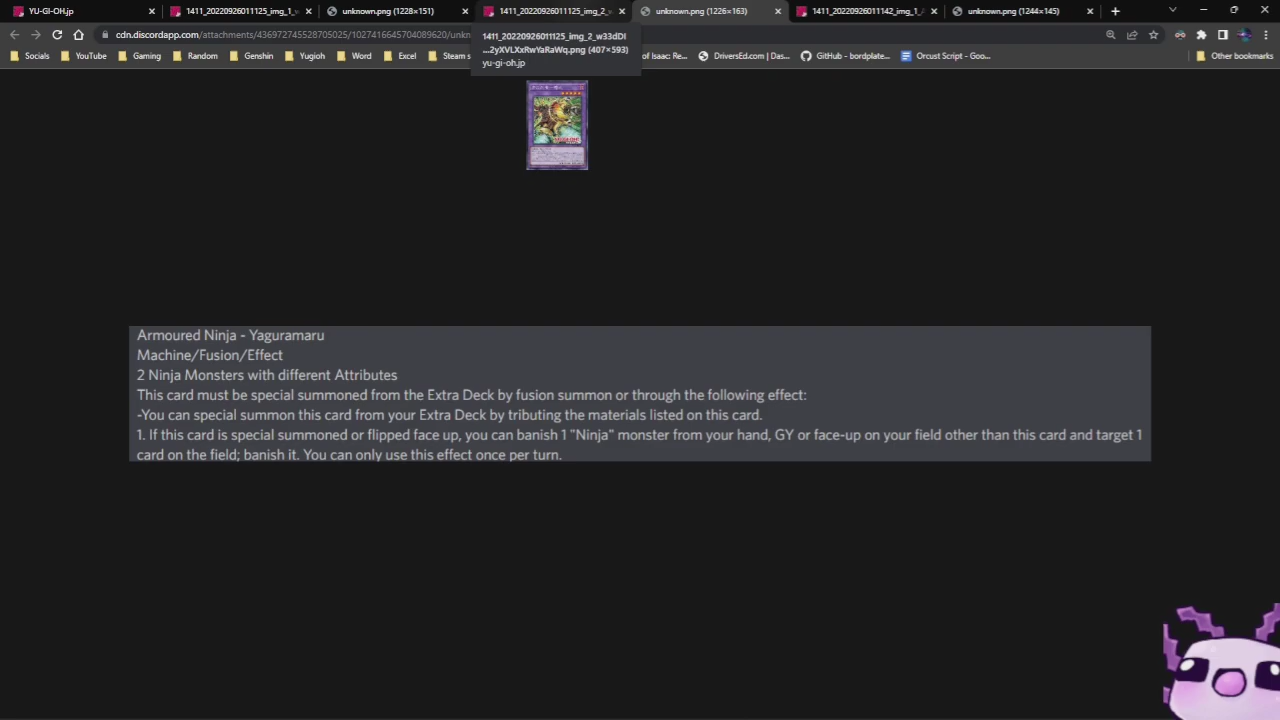 YU-GI-OH.jp
1411_20220926011125_img_1_
unknown.png (1228×151)
1411_20220926011125_img_2_
unknown.png (1226×163)
1411_20220926011142_img_1_
unknown.png (1244×145)
cdn.discordapp.com/attachments/436972745528705025/1027416645704089620/unkn
1411_20220926011125_img_2_w33dDI
...2yXVLXxRwYaRaWq.png (407×593)
yu-gi-oh.jp
Socials
YouTube
Gaming
Random
Genshin
Yugioh
Word
Excel
Steam s
of Isaac: Re...
DriversEd.com | Das...
GitHub - bordplate...
Orcust Script - Goo...
Other bookmarks
Armoured Ninja - Yaguramaru
Machine/Fusion/Effect
2 Ninja Monsters with different Attributes
This card must be special summoned from the Extra Deck by fusion summon or through the following effect:
-You can special summon this card from your Extra Deck by tributing the materials listed on this card.
1. If this card is special summoned or flipped face up, you can banish 1 "Ninja" monster from your hand, GY or face-up on your field other than this card and target 1
card on the field; banish it. You can only use this effect once per turn.